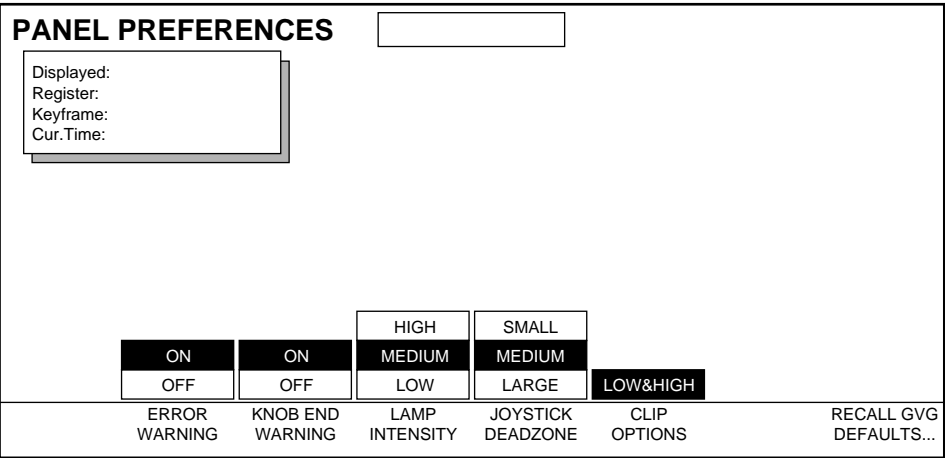 PANEL PREFERENCES
Displayed:
Register:
Keyframe:
Cur.Time:
HIGH SMALL
ON ON MEDIUM MEDIUM
OFF OFF LOW LARGE LOW&HIGH
ERROR KNOB END LAMP JOYSTICK CLIP RECALL GVG
WARNING WARNING INTENSITY DEADZONE OPTIONS DEFAULTS...